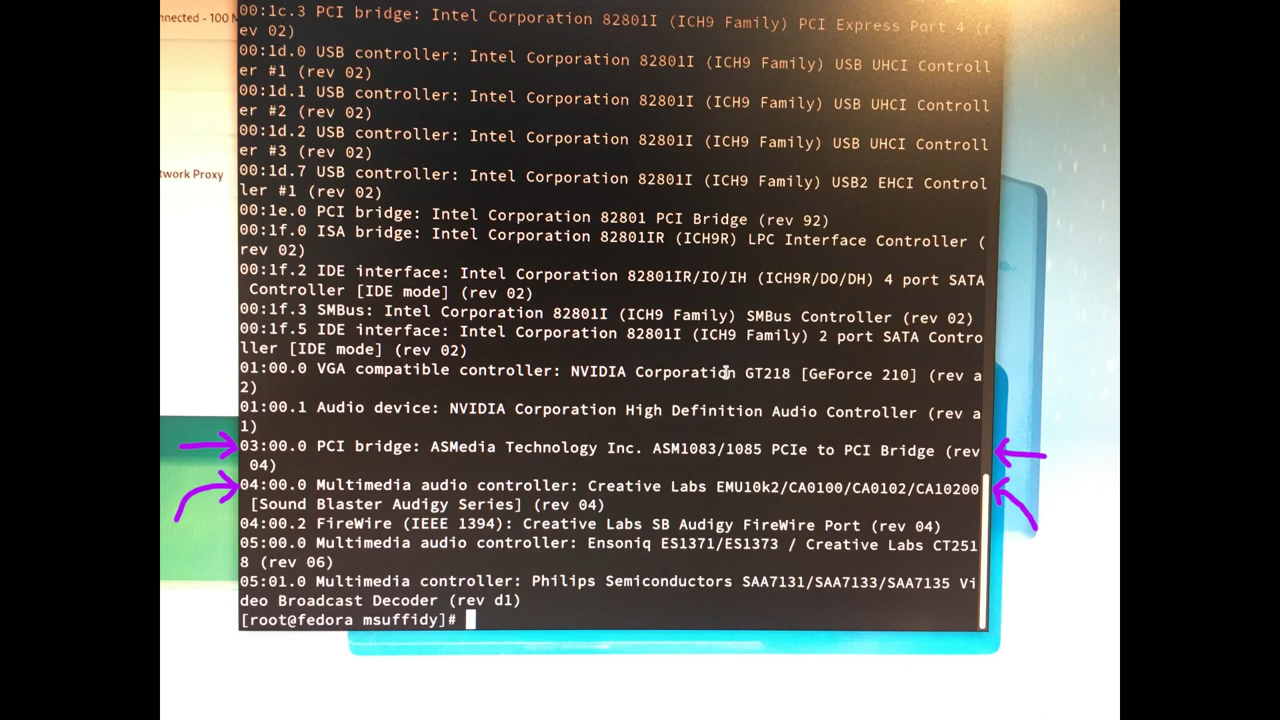 nnected - 100 M
twork Proxy
00:1c.3 PCI bridge: Intel Corporation 82801I (ICH9 Family) PCI Express Port 4 (r
ev 02)
00:1d.0 USB controller: Intel Corporation 82801I (ICH9 Family) USB UHCI Controll
er #1 (rev 02)
00:1d.1 USB controller: Intel Corporation 82801I (ICH9 Family) USB UHCI Controll
er #2 (rev 02)
00:1d.2 USB controller: Intel Corporation 82801I (ICH9 Family) USB UHCI Controll
er #3 (rev 02)
00:1d.7 USB controller: Intel Corporation 82801I (ICH9 Family) USB2 EHCI Control
ler #1 (rev 02)
00:1e.0 PCI bridge: Intel Corporation 82801 PCI Bridge (rev 92)
00:1f.0 ISA bridge: Intel Corporation 82801IR (ICH9R) LPC Interface Controller (
rev 02)
00:1f.2 IDE interface: Intel Corporation 82801IR/IO/IH (ICH9R/DO/DH) 4 port SATA
Controller [IDE mode] (rev 02)
00:1f.3 SMBus: Intel Corporation 82801I (ICH9 Family) SMBus Controller (rev 02)
00:1f.5 IDE interface: Intel Corporation 82801I (ICH9 Family) 2 port SATA Contro
ller [IDE mode] (rev 02)
01:00.0 VGA compatible controller: NVIDIA Corporation GT218 [GeForce 210] (rev a
2)
01:00.1 Audio device: NVIDIA Corporation High Definition Audio Controller (rev a
1)
03:00.0 PCI bridge: ASMedia Technology Inc. ASM1083/1085 PCIe to PCI Bridge (rev
04)
04:00.0 Multimedia audio controller: Creative Labs EMU10k2/CA0100/CA0102/CA10200
[Sound Blaster Audigy Series] (rev 04)
04:00.2 FireWire (IEEE 1394): Creative Labs SB Audigy FireWire Port (rev 04)
05:00.0 Multimedia audio controller: Ensoniq ES1371/ES1373 / Creative Labs CT251
8 (rev 06)
05:01.0 Multimedia controller: Philips Semiconductors SAA7131/SAA7133/SAA7135 Vi
deo Broadcast Decoder (rev d1)
[root@fedora msuffidy]#